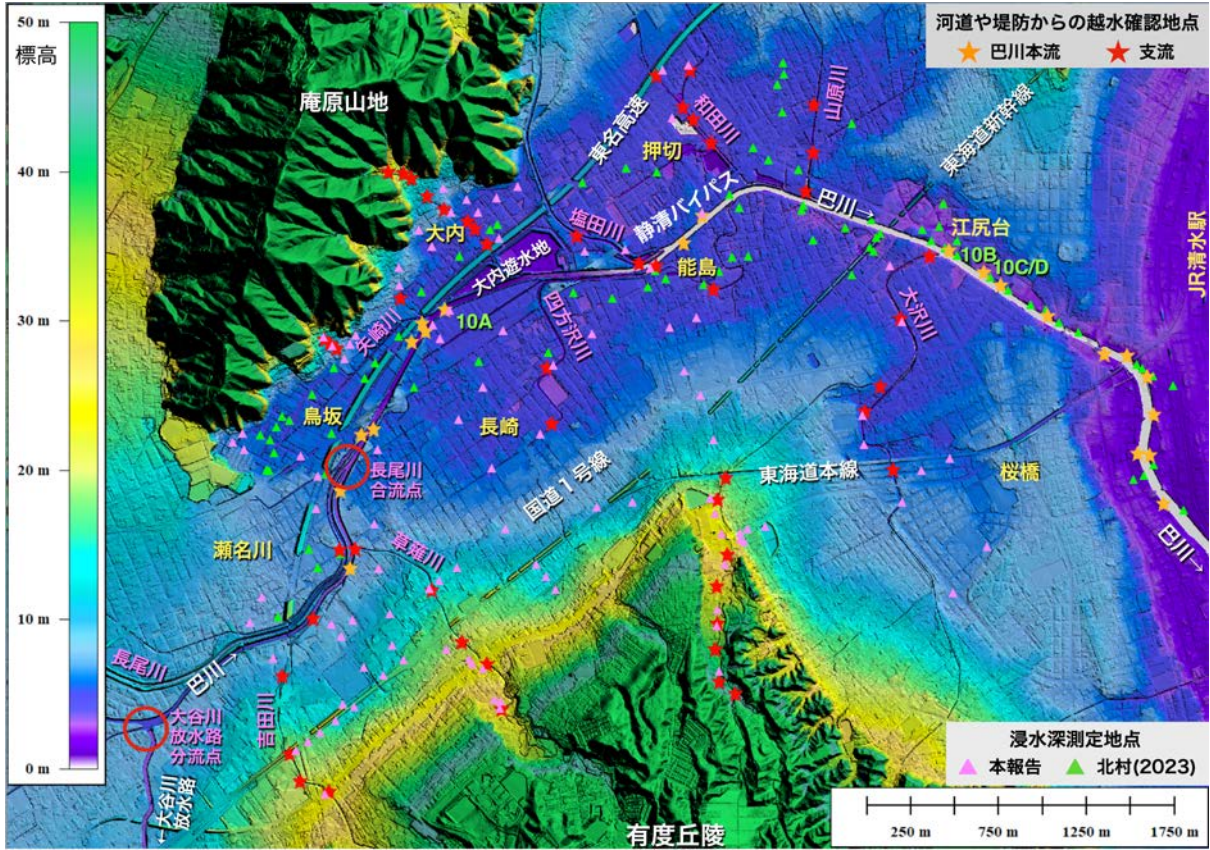 50 m
標高
40 m
30 m
20 m
10 m
0 m
河道や堤防からの越水確認地点
巴川本流
支流
庵原山地
東名高速
和田川
山原川
東海道新幹線
押切
静清バイパス
巴川→
大内
塩田川
江尻台
10B
10C/D
JR清水駅
大内遊水地
能島
矢崎川
10A
四方沢川
大沢川
鳥坂
長崎
長尾川
合流点
国道1号線
東海道本線
桜橋
瀬名川
草薙川
巴川→
長尾川
巴川→
大谷川
放水路
分流点
吉田川
←大谷川
放水路
有度丘陵
浸水深測定地点
本報告
北村(2023)
250 m
750 m
1250 m
1750 m